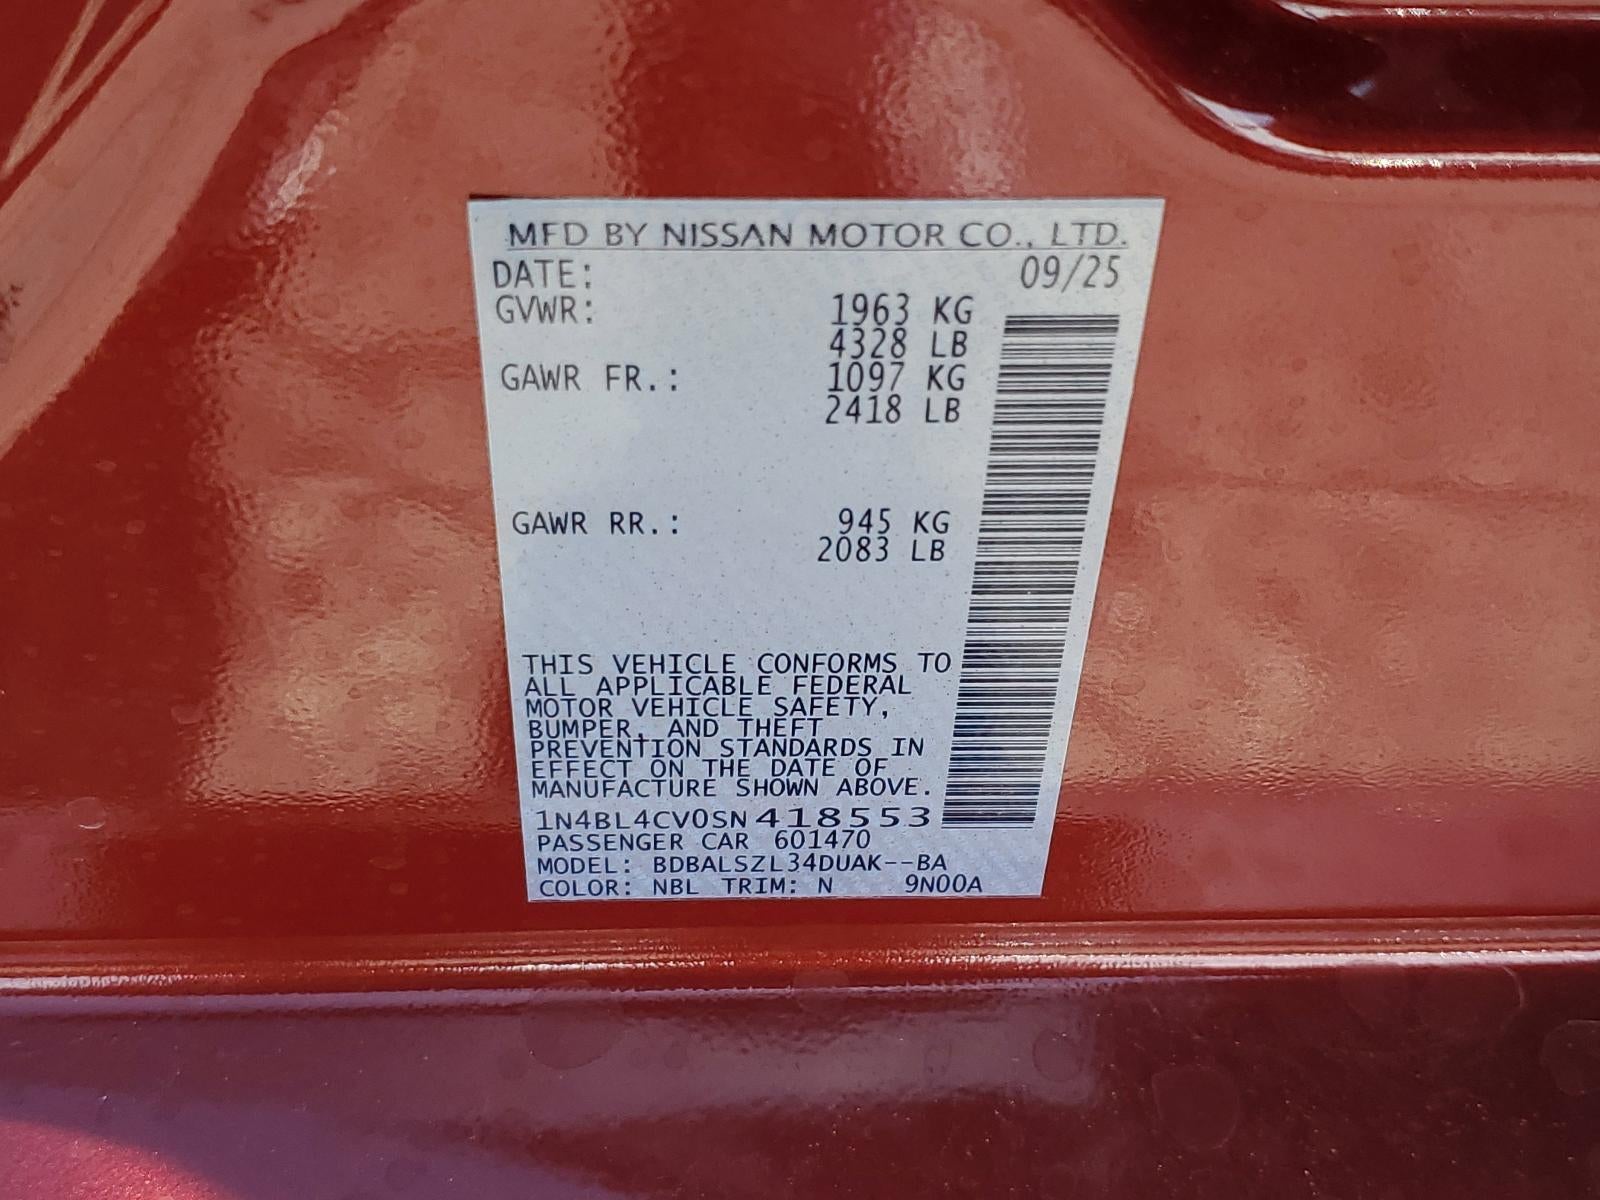 MFD BY NISSAN MOTOR CO., LTD.
DATE: 09/25
GVWR: 1963 KG
4328 LB
GAWR FR.: 1097 KG
2418 LB
GAWR RR.: 945 KG
2083 LB
THIS VEHICLE CONFORMS TO
ALL APPLICABLE FEDERAL
MOTOR VEHICLE SAFETY,
BUMPER, AND THEFT
PREVENTION STANDARDS IN
EFFECT ON THE DATE OF
MANUFACTURE SHOWN ABOVE.
1N4BL4CV0SN418553
PASSENGER CAR 601470
MODEL: BDBALSZL34DUAK--BA
COLOR: NBL TRIM: N 9N00A